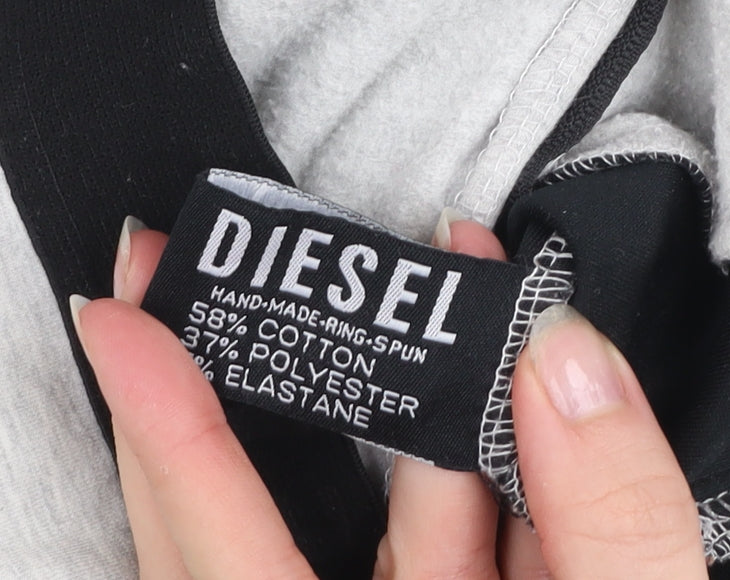 DIESEL
HAND-MADE-RING-SPUN
58% COTTON
37% POLYESTER
% ELASTANE